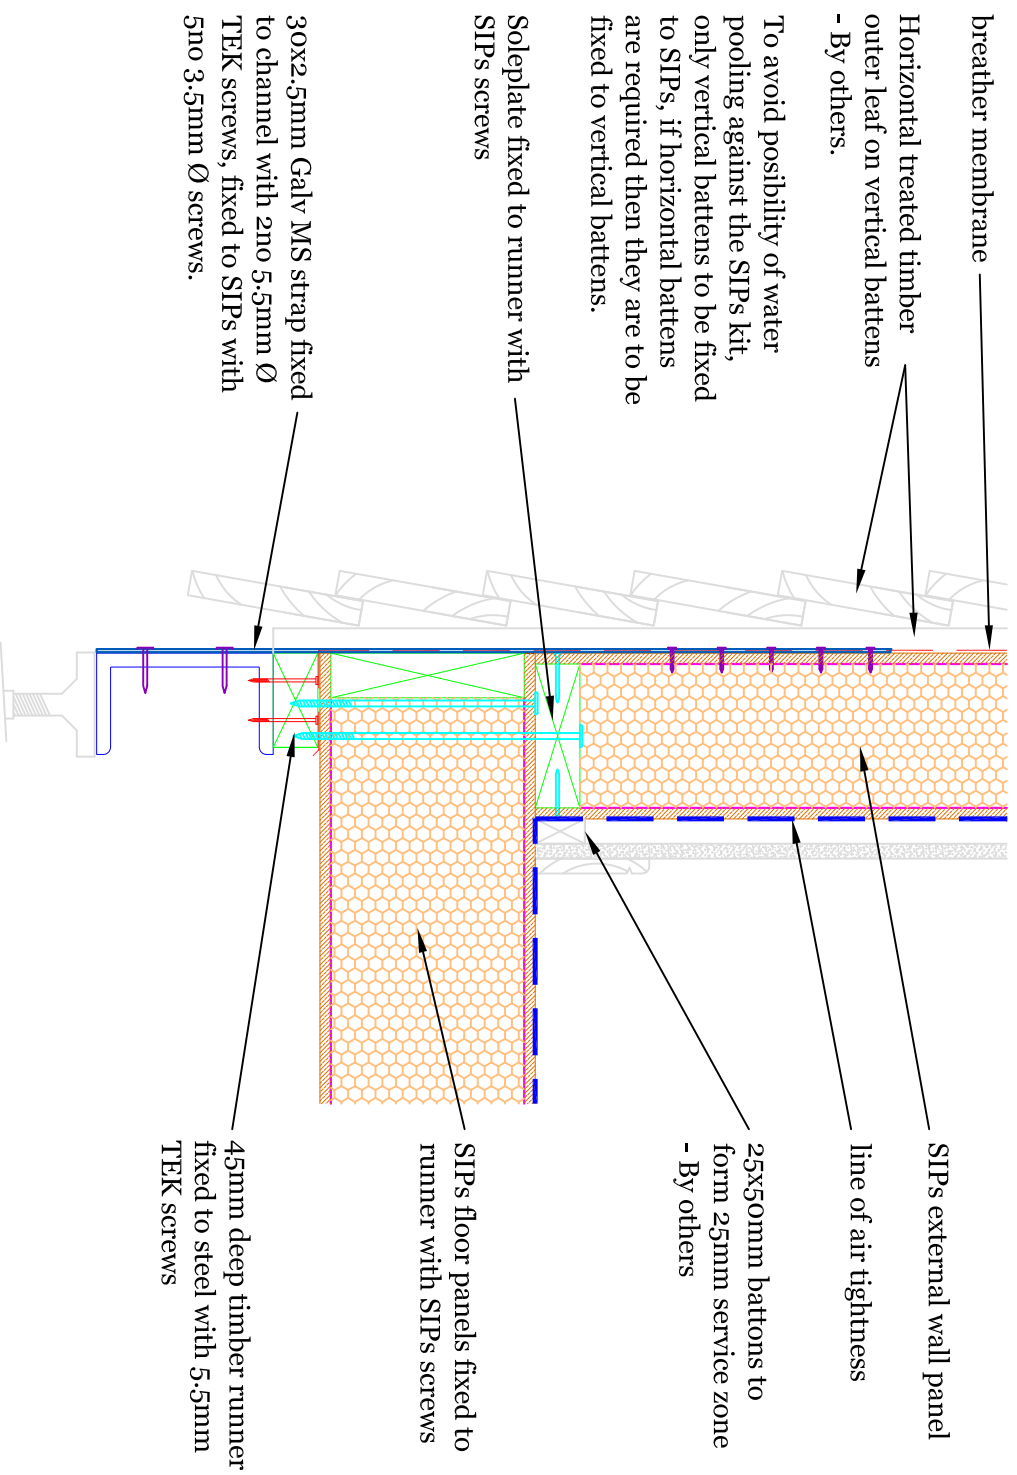 breather membrane
Horizontal treated timber
outer leaf on vertical battens
- By others.
To avoid posibility of water
pooling against the SIPs kit,
only vertical battens to be fixed
to SIPs, if horizontal battens
are required then they are to be
fixed to vertical battens.
Soleplate fixed to runner with
SIPs screws
30x2.5mm Galv MS strap fixed
to channel with 2no 5.5mm Ø
TEK screws, fixed to SIPs with
5no 3.5mm Ø screws.
SIPs external wall panel
line of air tightness
25x50mm battons to
form 25mm service zone
- By others
SIPs floor panels fixed to
runner with SIPs screws
45mm deep timber runner
fixed to steel with 5.5mm
TEK screws